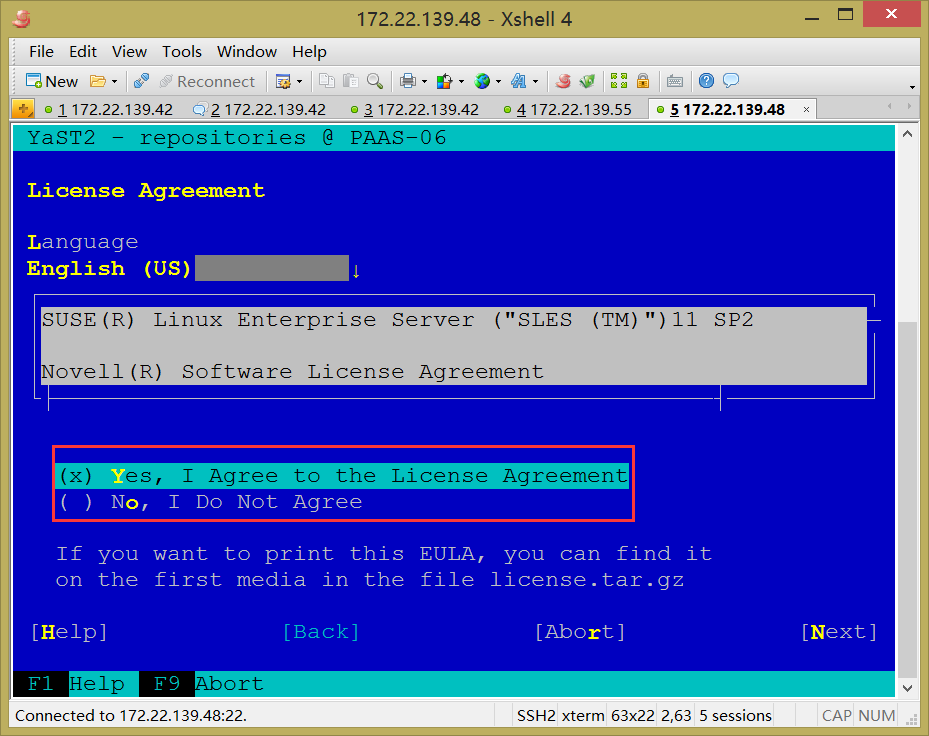 172.22.139.48 - Xshell 4
File Edit View Tools Window Help
New Reconnect
1 172.22.139.42 2 172.22.139.42 3 172.22.139.42 4 172.22.139.55 5 172.22.139.48 ×
YaST2 - repositories @ PAAS-06
License Agreement
Language
English (US) ↓
SUSE(R) Linux Enterprise Server ("SLES (TM)")11 SP2
Novell(R) Software License Agreement
(x) Yes, I Agree to the License Agreement
( ) No, I Do Not Agree
If you want to print this EULA, you can find it
on the first media in the file license.tar.gz
[Help] [Back] [Abort] [Next]
F1 Help F9 Abort
Connected to 172.22.139.48:22. SSH2 xterm 63x22 2,63 5 sessions CAP NUM